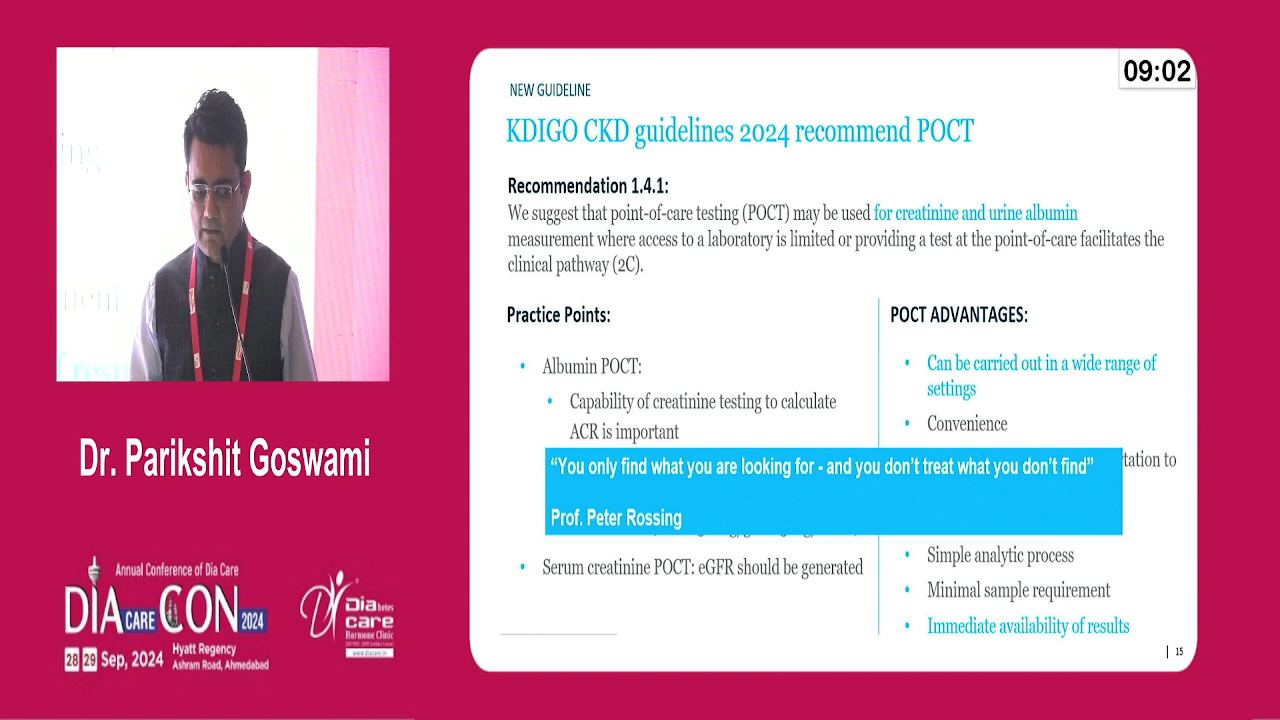 09:02
NEW GUIDELINE
KDIGO CKD guidelines 2024 recommend POCT
Recommendation 1.4.1:
We suggest that point-of-care testing (POCT) may be used for creatinine and urine albumin
measurement where access to a laboratory is limited or providing a test at the point-of-care facilitates the
clinical pathway (2C).
Practice Points:
• Albumin POCT:
• Capability of creatinine testing to calculate
ACR is important
“You only find what you are looking for - and you don’t treat what you don’t find”
Prof. Peter Rossing
• Serum creatinine POCT: eGFR should be generated
POCT ADVANTAGES:
• Can be carried out in a wide range of
settings
• Convenience
to
Simple analytic process
• Minimal sample requirement
• Immediate availability of results
| 15
Dr. Parikshit Goswami
Annual Conference of Dia Care
DIA CARE CON 2024
28 29 Sep, 2024
Hyatt Regency
Ashram Road, Ahmedabad
Diabetes
care
Hormone Clinic
www.diacare.in